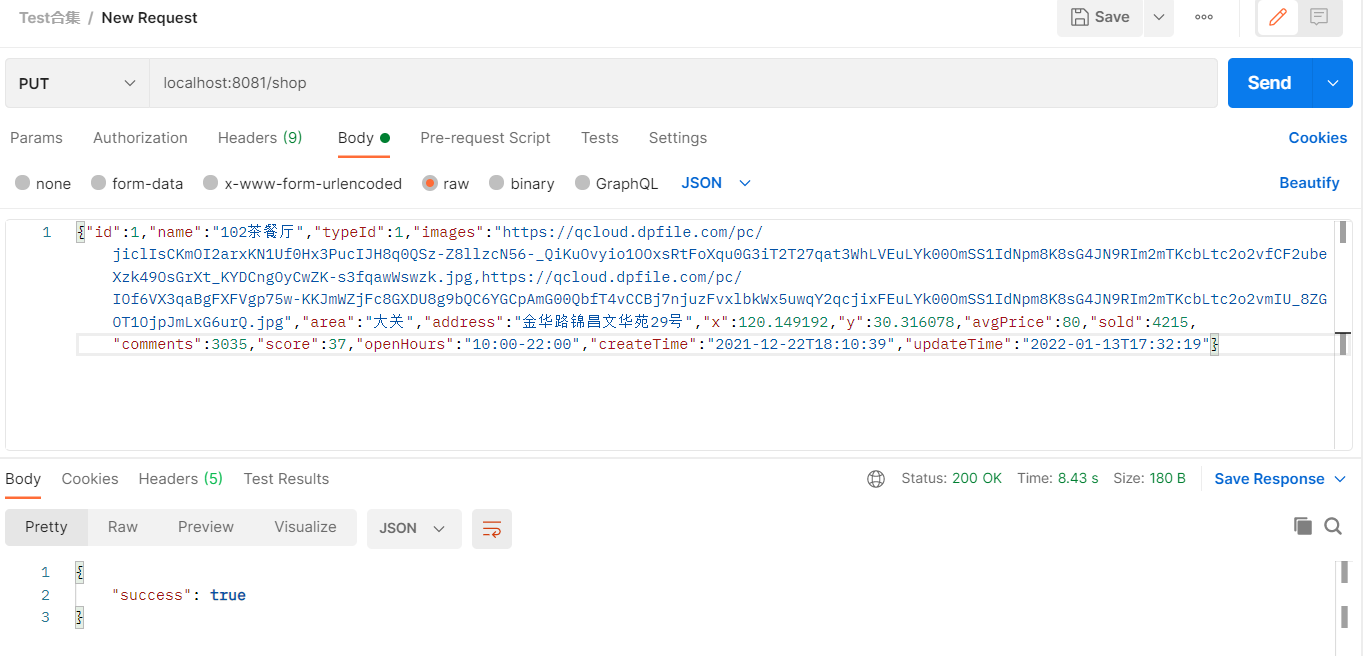 Test合集 / New Request
Save
PUT
localhost:8081/shop
Send
Params Authorization Headers (9) Body Pre-request Script Tests Settings Cookies
none form-data x-www-form-urlencoded raw binary GraphQL JSON Beautify
1 {"id":1,"name":"102茶餐厅","typeId":1,"images":"https://qcloud.dpfile.com/pc/
jiclIsCKmOI2arxKN1Uf0Hx3PucIJH8q0QSz-Z8llzcN56-_QiKuOvyio1OOxsRtFoXqu0G3iT2T27qat3WhLVEuLYk00OmSS1IdNpm8K8sG4JN9RIm2mTKcbLtc2o2vfCF2ube
Xzk49OsGrXt_KYDCngOyCwZK-s3fqawWswzk.jpg,https://qcloud.dpfile.com/pc/
IOf6VX3qaBgFXFVgp75w-KKJmWZjFc8GXDU8g9bQC6YGCpAmG00QbfT4vCCBj7njuzFvxlbkWx5uwqY2qcjixFEuLYk00OmSS1IdNpm8K8sG4JN9RIm2mTKcbLtc2o2vmIU_8ZG
OT1OjpJmLxG6urQ.jpg","area":"大关","address":"金华路锦昌文华苑29号","x":120.149192,"y":30.316078,"avgPrice":80,"sold":4215,
"comments":3035,"score":37,"openHours":"10:00-22:00","createTime":"2021-12-22T18:10:39","updateTime":"2022-01-13T17:32:19"}
Body Cookies Headers (5) Test Results Status: 200 OK Time: 8.43 s Size: 180 B Save Response
Pretty Raw Preview Visualize JSON
1 {
2 "success": true
3 }